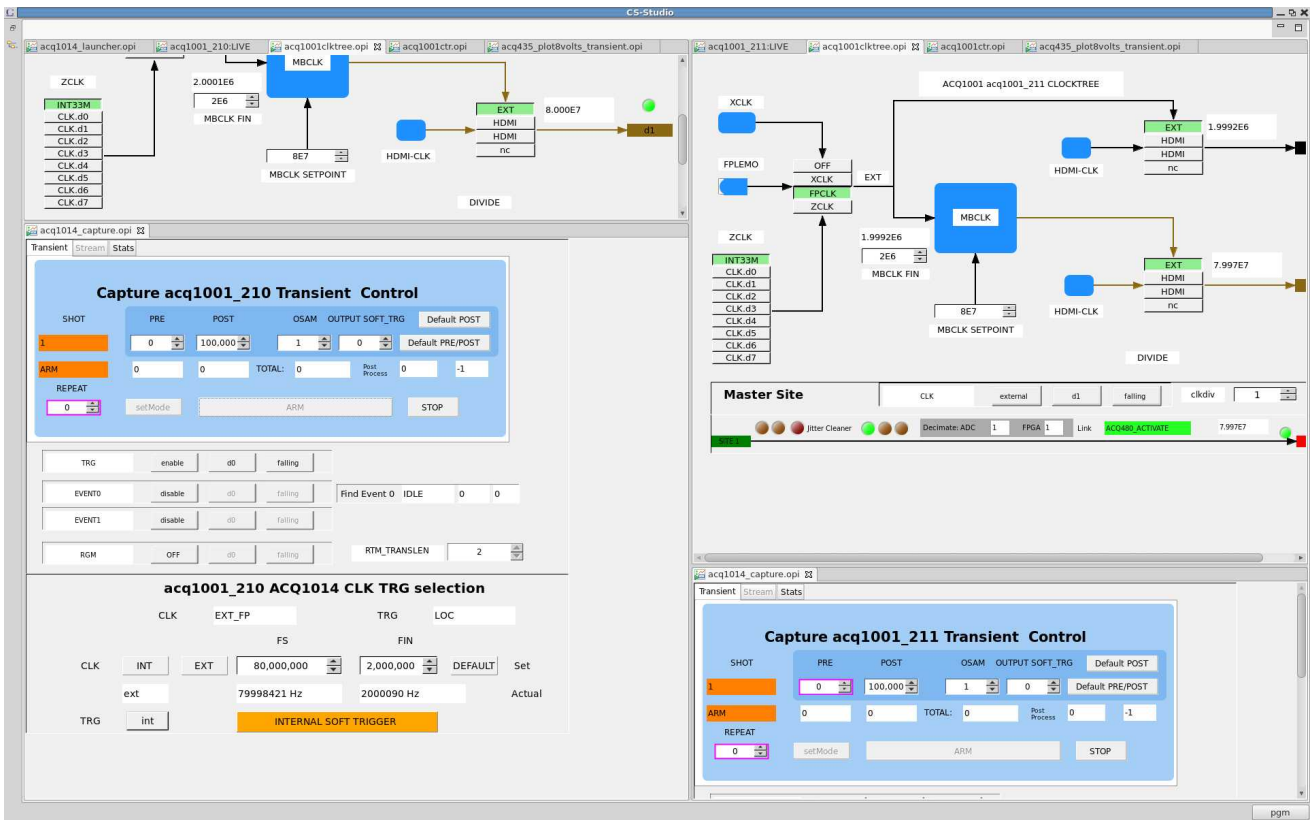 CS-Studio
acq1014_launcher.opi acq1001_210:LIVE acq1001clktree.opi acq1001ctr.opi acq435_plot8volts_transient.opi
MBCLK
ZCLK 2.0001E6
INT33M 2E6 EXT 8.000E7
CLK.d0 MBCLK FIN HDMI
CLK.d1 HDMI d1
CLK.d2 nc
CLK.d3 8E7 HDMI-CLK
CLK.d4 MBCLK SETPOINT
CLK.d5
CLK.d6
CLK.d7 DIVIDE
acq1014_capture.opi
Transient Stream Stats
Capture acq1001_210 Transient Control
SHOT PRE POST OSAM OUTPUT SOFT_TRG Default POST
1 0 100,000 1 0 Default PRE/POST
ARM 0 0 TOTAL: 0 Post Process 0 -1
REPEAT
0 setMode ARM STOP
TRG enable d0 falling
EVENT0 disable d0 falling Find Event 0 IDLE 0 0
EVENT1 disable d0 falling
RGM OFF d0 falling RTM_TRANSLEN 2
acq1001_210 ACQ1014 CLK TRG selection
CLK EXT_FP TRG LOC
FS FIN
CLK INT EXT 80,000,000 2,000,000 DEFAULT Set
ext 79998421 Hz 2000090 Hz Actual
TRG int INTERNAL SOFT TRIGGER
acq1001_211:LIVE acq1001clktree.opi acq1001ctr.opi acq435_plot8volts_transient.opi
ACQ1001 acq1001_211 CLOCKTREE
XCLK
EXT 1.9992E6
HDMI
HDMI
nc
HDMI-CLK
FPLEMO OFF
XCLK EXT
FPCLK
ZCLK
MBCLK
ZCLK 1.9992E6
INT33M 2E6 EXT 7.997E7
CLK.d0 MBCLK FIN HDMI
CLK.d1 HDMI
CLK.d2 nc
CLK.d3 8E7 HDMI-CLK
CLK.d4 MBCLK SETPOINT
CLK.d5
CLK.d6
CLK.d7 DIVIDE
Master Site CLK external d1 falling clkdiv 1
Jitter Cleaner Decimate: ADC 1 FPGA 1 Link ACQ480_ACTIVATE 7.997E7
SITE 1
acq1014_capture.opi
Transient Stream Stats
Capture acq1001_211 Transient Control
SHOT PRE POST OSAM OUTPUT SOFT_TRG Default POST
1 0 100,000 1 0 Default PRE/POST
ARM 0 0 TOTAL: 0 Post Process 0 -1
REPEAT
0 setMode ARM STOP
pgm